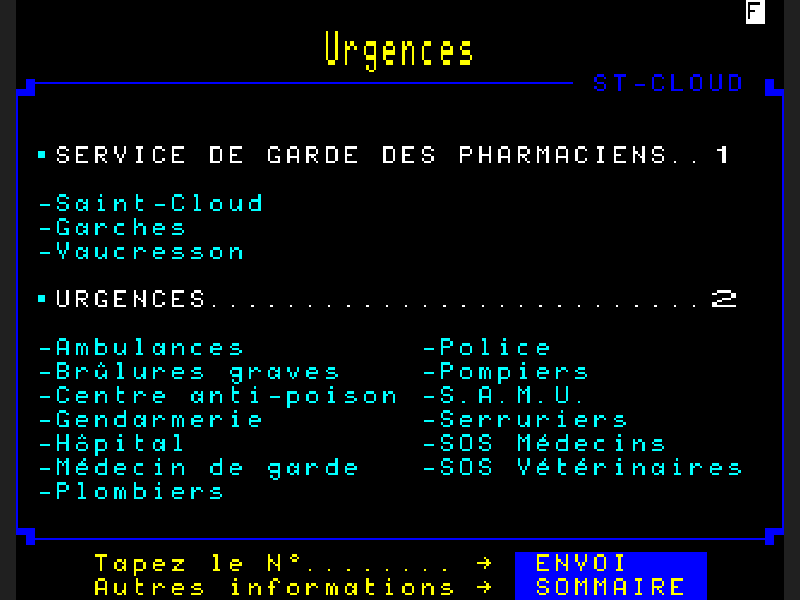 F
Urgences
ST-CLOUD
SERVICE DE GARDE DES PHARMACIENS.. 1
-Saint-Cloud
-Garches
-Vaucresson
URGENCES.......................... 2
-Ambulances
-Brûlures graves
-Centre anti-poison
-Gendarmerie
-Hôpital
-Médecin de garde
-Plombiers
-Police
-Pompiers
-S.A.M.U.
-Serruriers
-SOS Médecins
-SOS Vétérinaires
Tapez le N°........ → ENVOI
Autres informations → SOMMAIRE